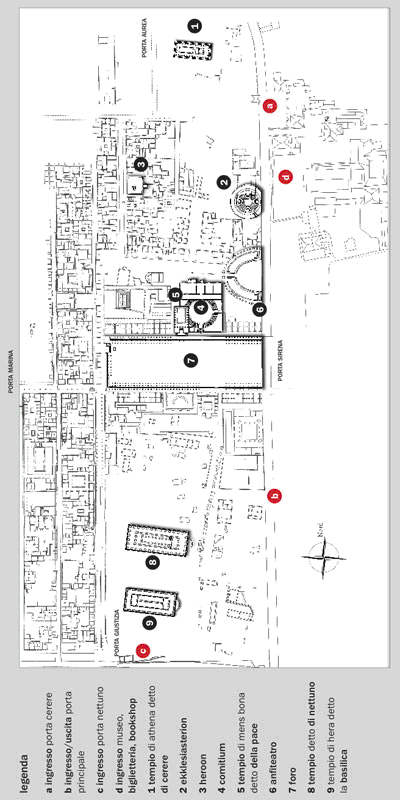 PORTA MARINA
PORTA AUREA
PORTA SIRENA
PORTA GIUSTIZIA
1
2
3
4
5
6
7
8
9
a
b
c
d
Nord
legenda
a ingresso porta cerere
b ingresso/uscita porta
principale
c ingresso porta nettuno
d ingresso museo,
biglietteria, bookshop
1 tempio di athena detto
di cerere
2 ekklesiasterion
3 heroon
4 comitium
5 tempio di mens bona
detto della pace
6 anfiteatro
7 foro
8 tempio detto di nettuno
9 tempio di hera detto
la basilica